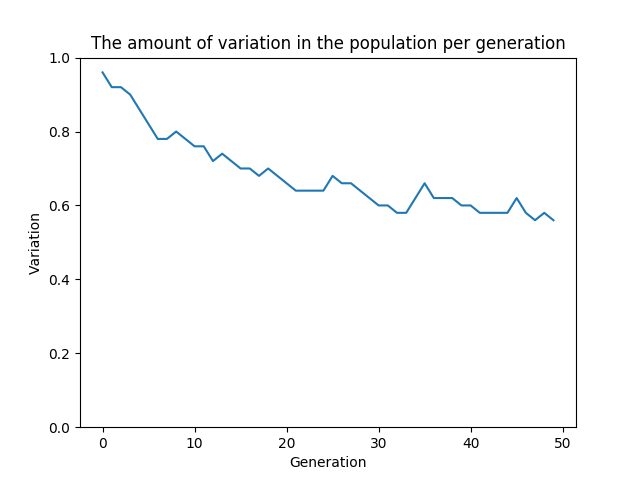 The amount of variation in the population per generation
1.0
0.8
0.6
0.4
0.2
0.0
Variation
0 10 20 30 40 50
Generation